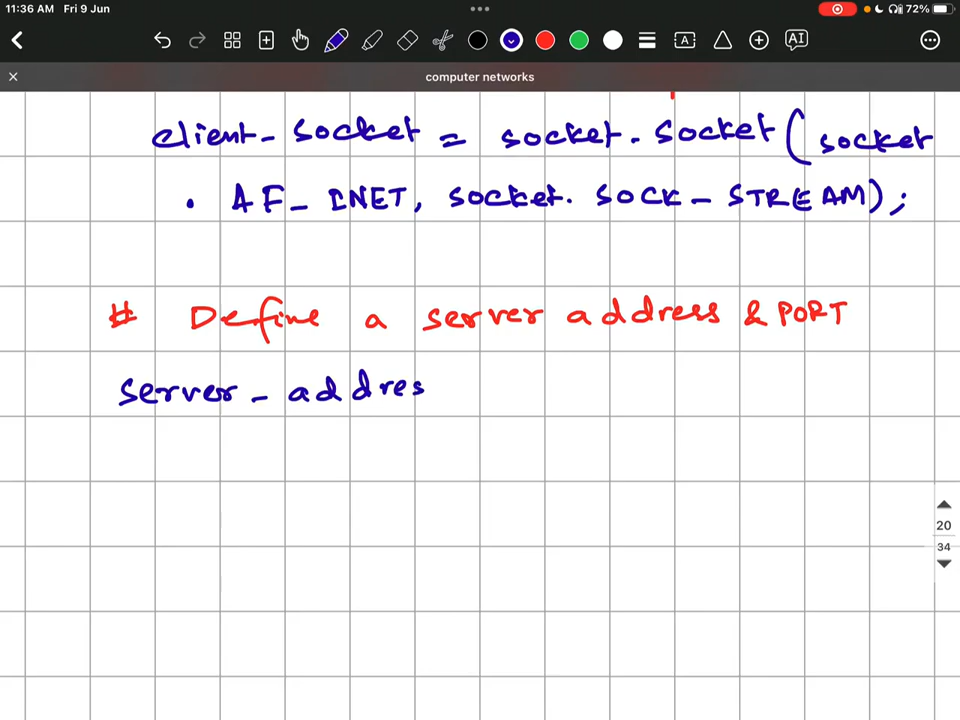 11:36 AM Fri 9 Jun 72%
A AI
computer networks
client_socket = socket.socket(socket
.AF_INET, socket.SOCK_STREAM);
# Define a server address & PORT
server_addres
20
34